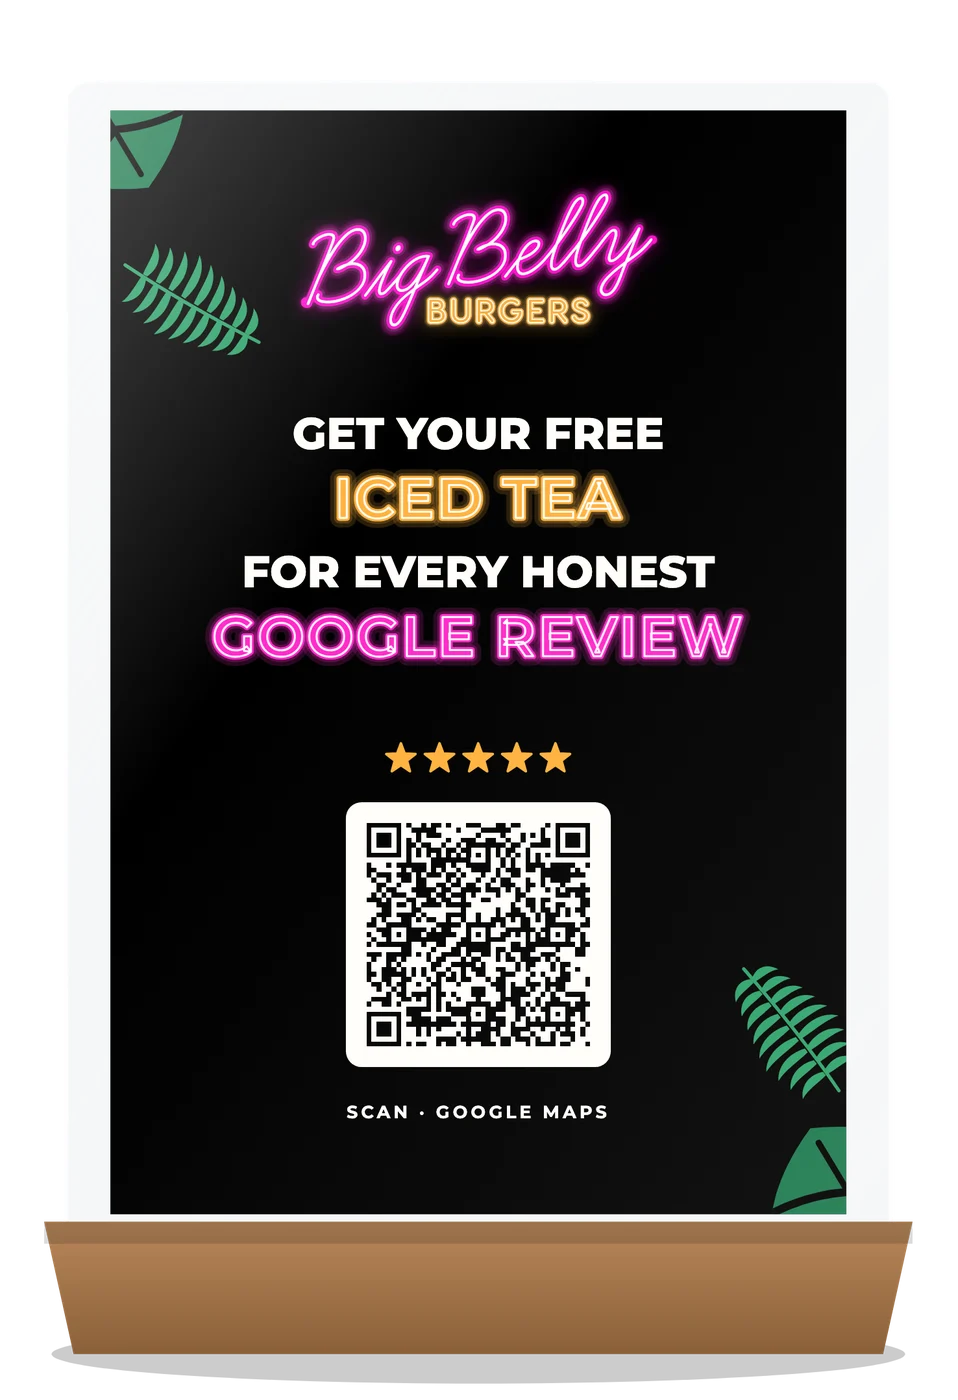 Big Belly
BURGERS
GET YOUR FREE
ICED TEA
FOR EVERY HONEST
GOOGLE REVIEW
SCAN · GOOGLE MAPS